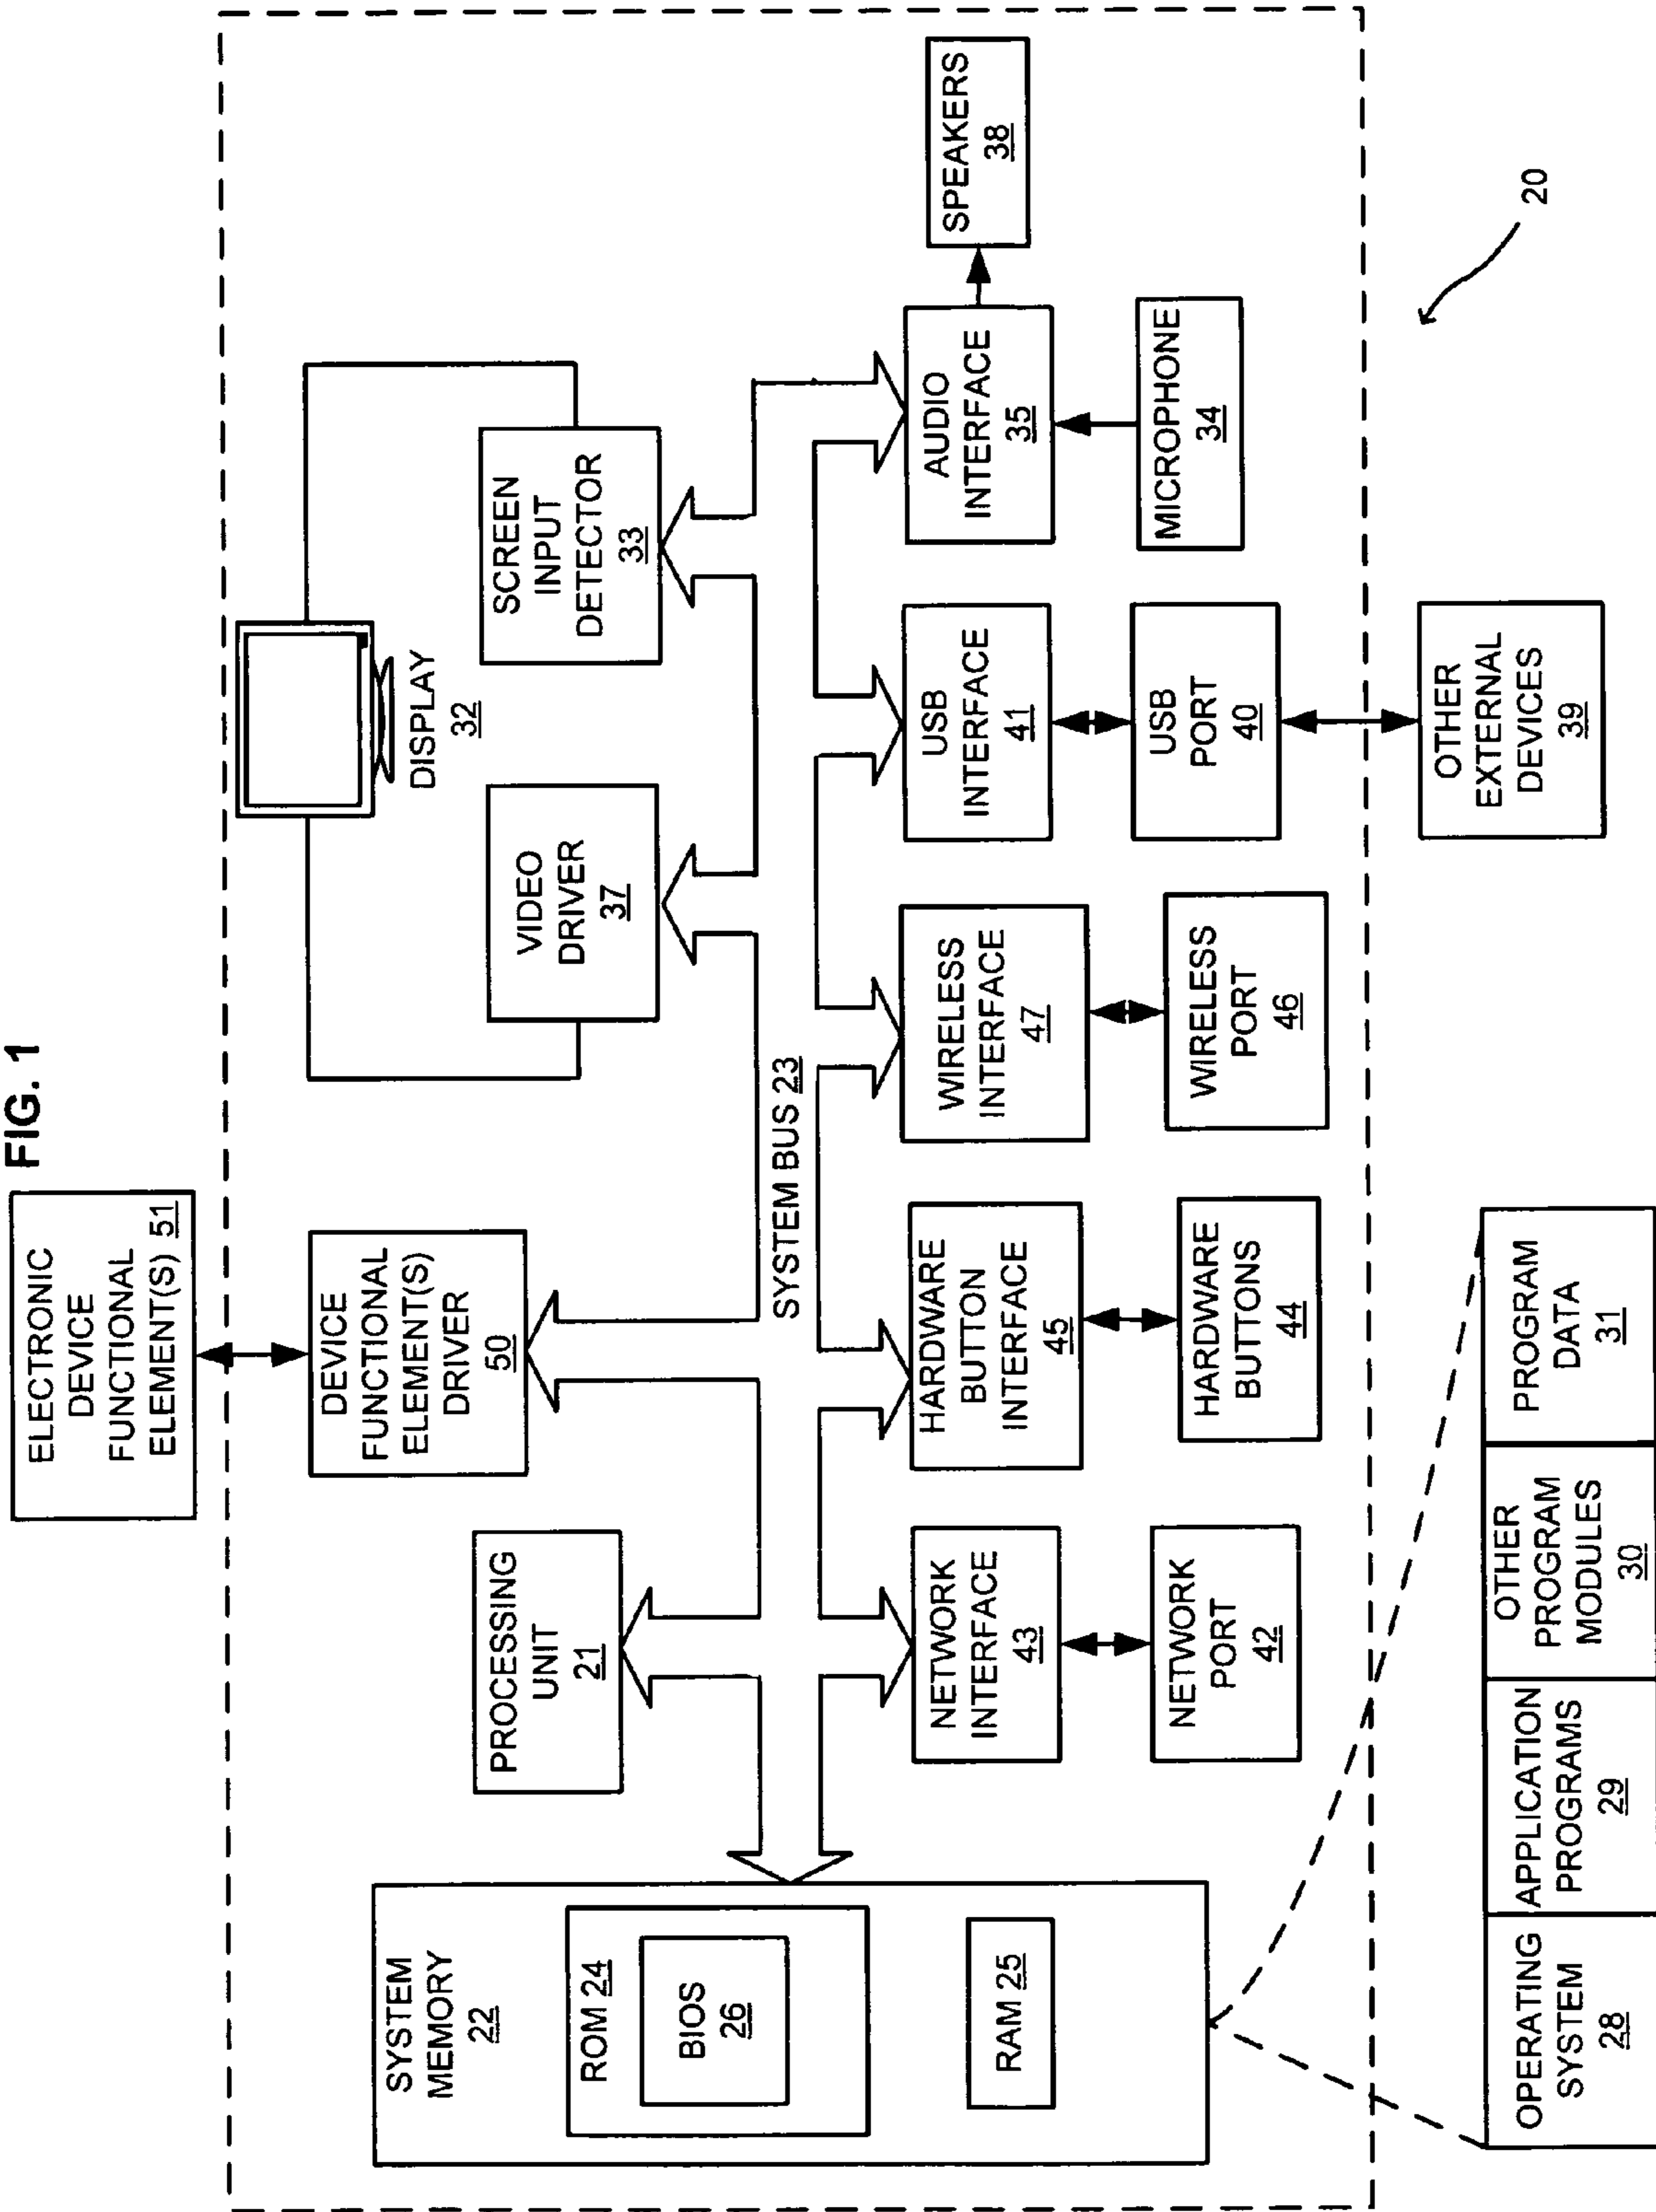 FIG. 1
ELECTRONIC
DEVICE
FUNCTIONAL
ELEMENT(S) 51
DISPLAY
32
DEVICE
FUNCTIONAL
ELEMENT(S)
DRIVER
50
PROCESSING
UNIT
21
VIDEO
DRIVER
37
SCREEN
INPUT
DETECTOR
33
SYSTEM
MEMORY
22
ROM 24
BIOS
26
RAM 25
SYSTEM BUS 23
NETWORK
INTERFACE
43
HARDWARE
BUTTON
INTERFACE
45
WIRELESS
INTERFACE
47
USB
INTERFACE
41
AUDIO
INTERFACE
35
SPEAKERS
38
NETWORK
PORT
42
HARDWARE
BUTTONS
44
WIRELESS
PORT
46
USB
PORT
40
MICROPHONE
34
OPERATING
SYSTEM
28
APPLICATION
PROGRAMS
29
OTHER
PROGRAM
MODULES
30
PROGRAM
DATA
31
OTHER
EXTERNAL
DEVICES
39
20